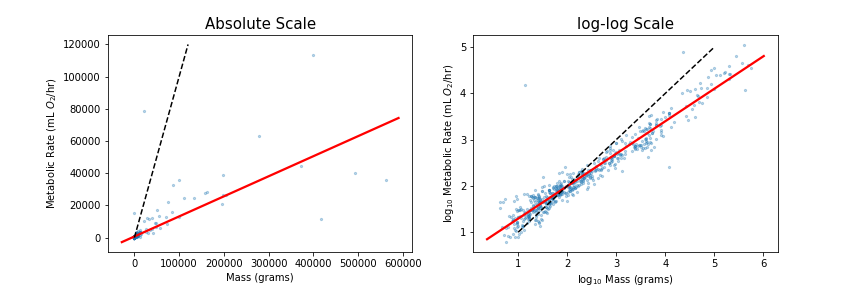 Absolute Scale
Metabolic Rate (mL O₂/hr)
120000
100000
80000
60000
40000
20000
0
0 100000 200000 300000 400000 500000 600000
Mass (grams)
log-log Scale
log₁₀ Metabolic Rate (mL O₂/hr)
5
4
3
2
1
1 2 3 4 5 6
log₁₀ Mass (grams)